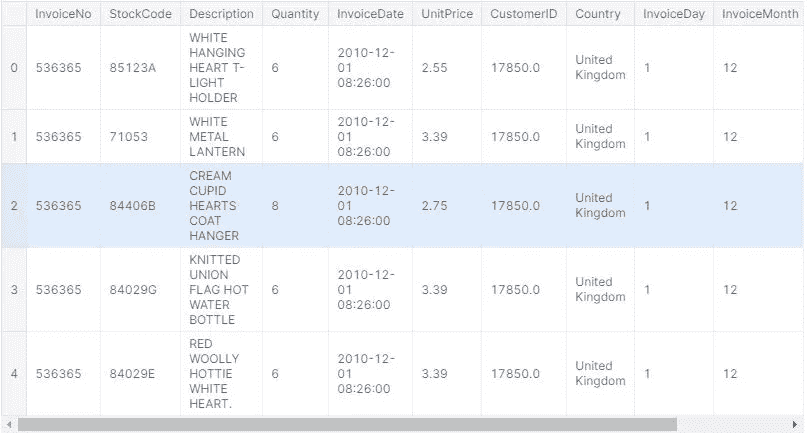 InvoiceNo StockCode Description Quantity InvoiceDate UnitPrice CustomerID Country InvoiceDay InvoiceMonth
0 536365 85123A WHITE HANGING HEART T-LIGHT HOLDER 6 2010-12-01 08:26:00 2.55 17850.0 United Kingdom 1 12
1 536365 71053 WHITE METAL LANTERN 6 2010-12-01 08:26:00 3.39 17850.0 United Kingdom 1 12
2 536365 84406B CREAM CUPID HEARTS COAT HANGER 8 2010-12-01 08:26:00 2.75 17850.0 United Kingdom 1 12
3 536365 84029G KNITTED UNION FLAG HOT WATER BOTTLE 6 2010-12-01 08:26:00 3.39 17850.0 United Kingdom 1 12
4 536365 84029E RED WOOLLY HOTTIE WHITE HEART. 6 2010-12-01 08:26:00 3.39 17850.0 United Kingdom 1 12